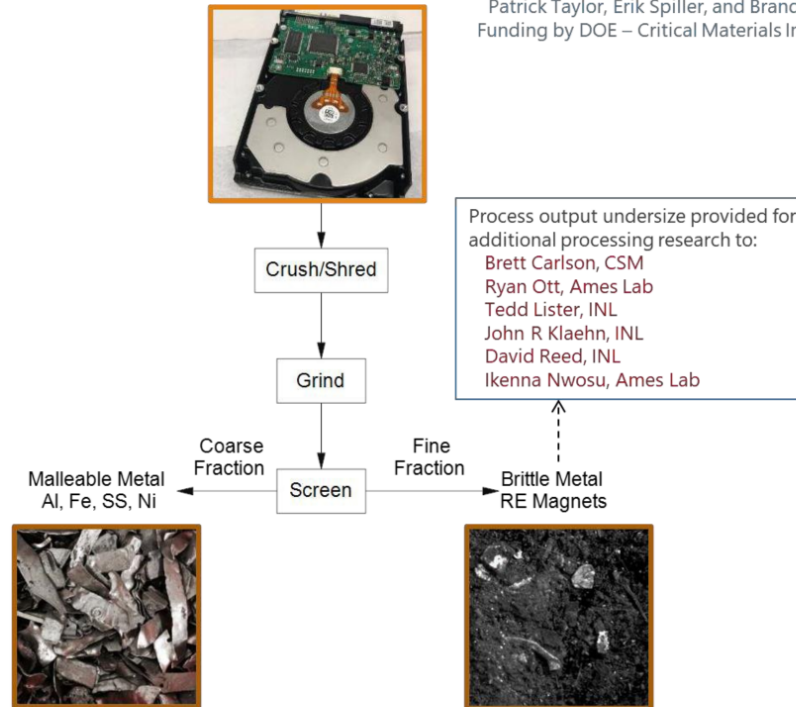 Patrick Taylor, Erik Spiller, and
Funding by DOE – Critical Materials
Process output undersize provided for
additional processing research to:
Brett Carlson, CSM
Ryan Ott, Ames Lab
Tedd Lister, INL
John R Klaehn, INL
David Reed, INL
Ikenna Nwosu, Ames Lab
Crush/Shred
Grind
Coarse
Fraction
Fine
Fraction
Screen
Malleable Metal
Al, Fe, SS, Ni
Brittle Metal
RE Magnets